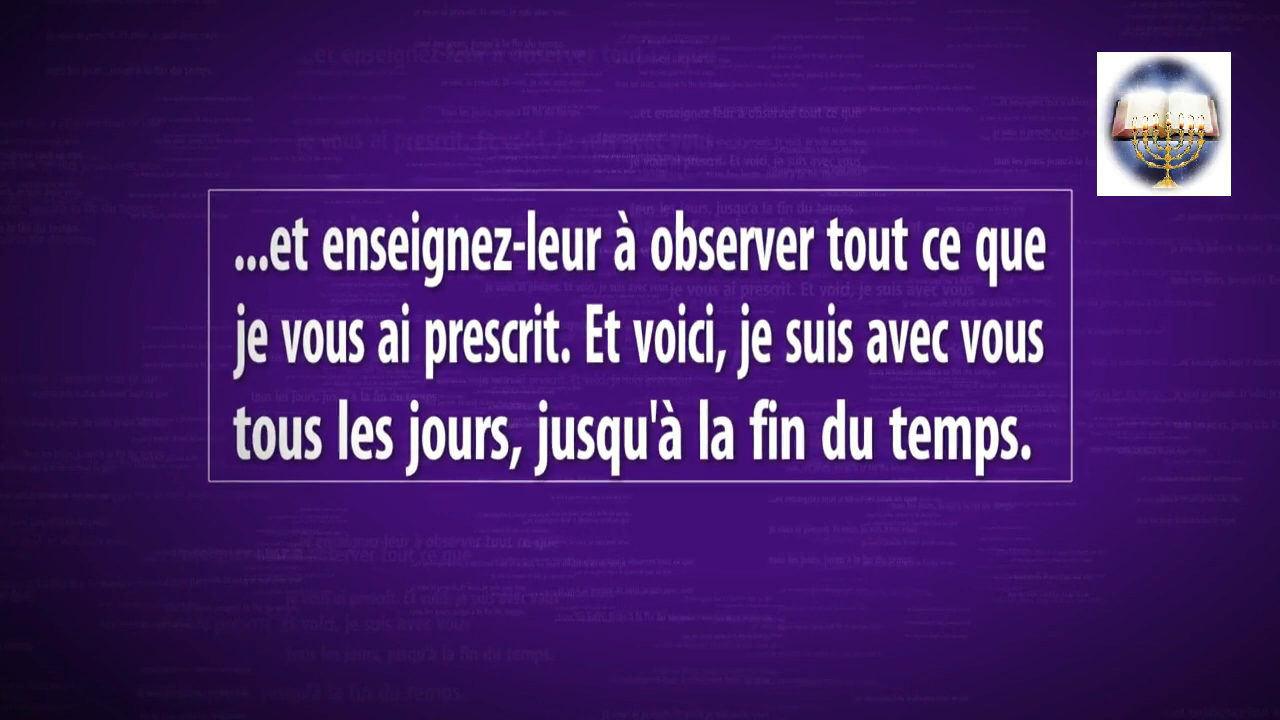 ...et enseignez-leur à observer tout ce que
je vous ai prescrit. Et voici, je suis avec vous
tous les jours, jusqu'à la fin du temps.